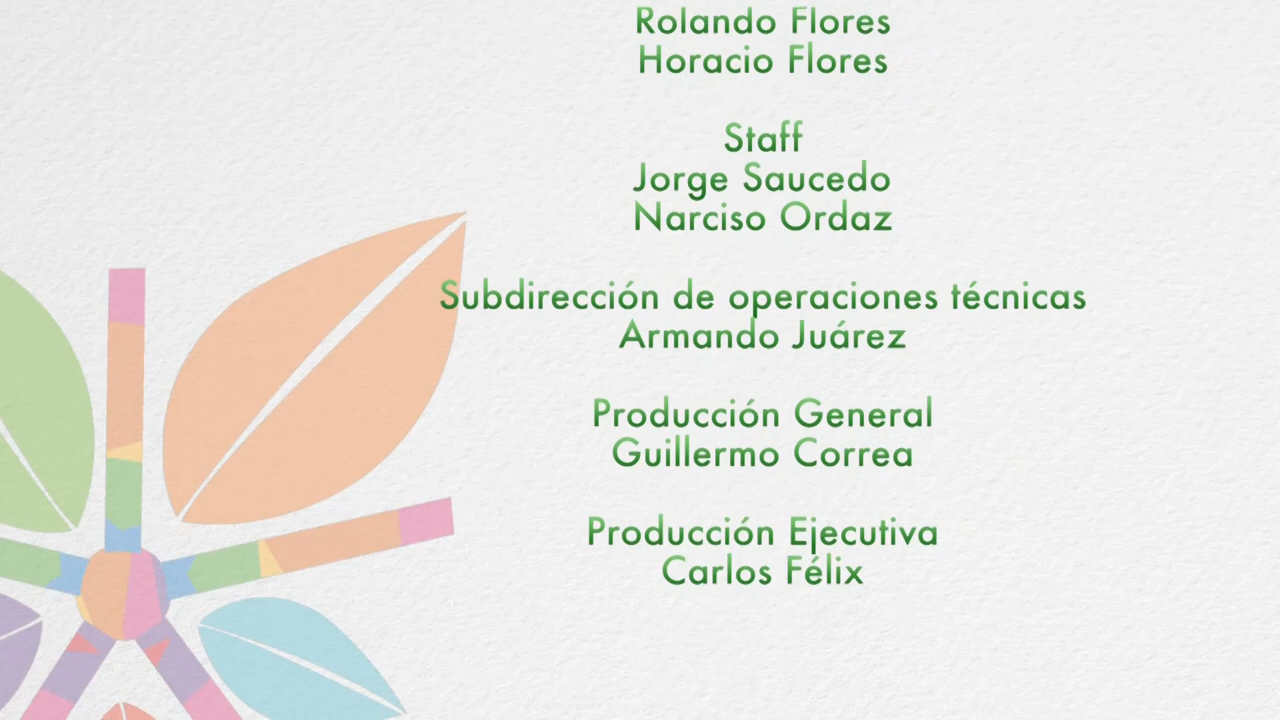 Rolando Flores
Horacio Flores
Staff
Jorge Saucedo
Narciso Ordaz
Subdirección de operaciones técnicas
Armando Juárez
Producción General
Guillermo Correa
Producción Ejecutiva
Carlos Félix